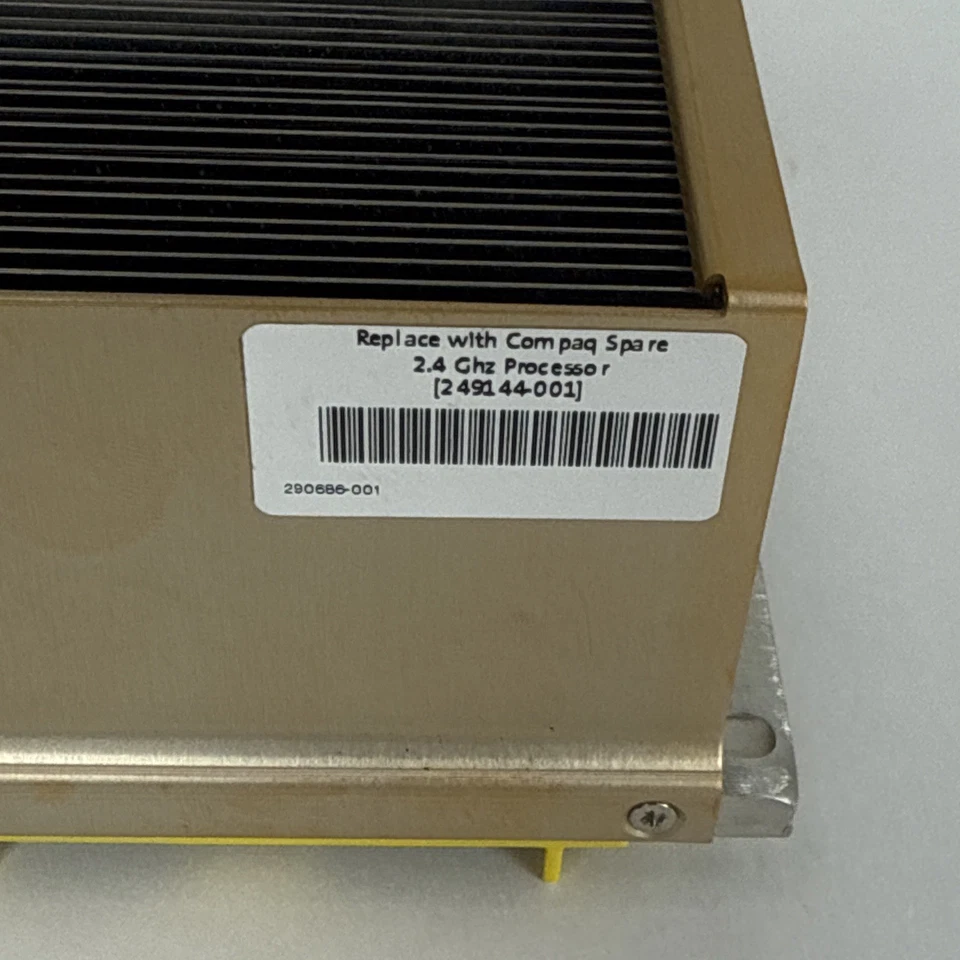 Replace with Compaq Spare
2.4 Ghz Processor
[249144-001]
290686-001